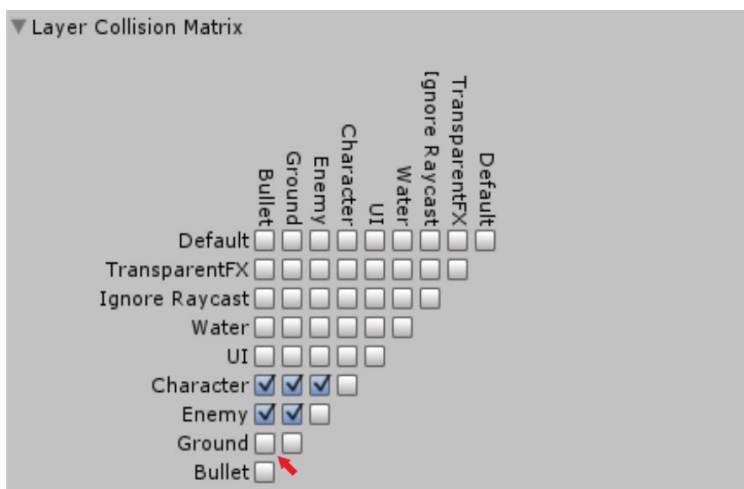 Layer Collision Matrix
Bullet
Ground
Enemy
Character
UI
Water
Ignore Raycast
TransparentFX
Default
Default
TransparentFX
Ignore Raycast
Water
UI
Character
Enemy
Ground
Bullet